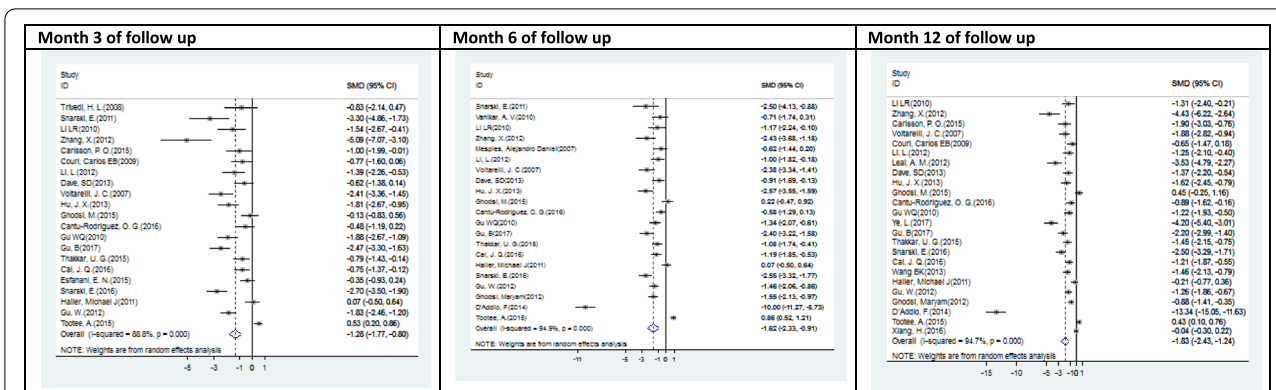 Month 3 of follow up
Study
ID
SMD (95% CI)
Trivedi, H. L.(2008) -0.83 (-2.14, 0.47)
Snarski, E.(2011) -3.30 (-4.86, -1.73)
LI LR(2010) -1.54 (-2.67, -0.41)
Zhang, X.(2012) -5.09 (-7.07, -3.10)
Carlsson, P. O.(2015) -1.00 (-1.99, -0.01)
Couri, Carlos EB(2009) -0.77 (-1.60, 0.06)
Li, L.(2012) -1.39 (-2.26, -0.53)
Dave, SD(2013) -0.62 (-1.38, 0.14)
Voltarelli, J. C.(2007) -2.41 (-3.36, -1.45)
Hu, J. X.(2013) -1.81 (-2.67, -0.95)
Ghodsi, M.(2015) -0.13 (-0.83, 0.56)
Cantu-Rodriguez, O. G.(2016) -0.48 (-1.19, 0.22)
Gu WQ(2010) -1.88 (-2.67, -1.09)
Gu, B(2017) -2.47 (-3.30, -1.63)
Thakkar, U. G.(2015) -0.79 (-1.43, -0.14)
Cai, J. Q.(2016) -0.75 (-1.37, -0.12)
Esfahani, E. N.(2015) -0.35 (-0.93, 0.24)
Snarski, E.(2016) -2.70 (-3.50, -1.90)
Haller, Michael J(2011) 0.07 (-0.50, 0.64)
Gu, W.(2012) -1.83 (-2.46, -1.20)
Tootee, A.(2015) 0.53 (0.20, 0.86)
Overall (I-squared = 88.8%, p = 0.000) -1.28 (-1.77, -0.80)
NOTE: Weights are from random effects analysis
-5 -3 -1 0 1
Month 6 of follow up
Study
ID
SMD (95% CI)
Snarski, E.(2011) -2.50 (-4.13, -0.88)
Vanikar, A. V.(2010) -0.71 (-1.74, 0.31)
LI LR(2010) -1.17 (-2.24, -0.10)
Zhang, X.(2012) -2.43 (-3.68, -1.18)
Mesples, Alejandro Daniel(2007) -0.62 (-1.44, 0.20)
Li, L.(2012) -1.00 (-1.82, -0.18)
Voltarelli, J. C.(2007) -2.38 (-3.34, -1.41)
Dave, SD(2013) -0.91 (-1.69, -0.13)
Hu, J. X.(2013) -2.57 (-3.55, -1.59)
Ghodsi, M.(2015) 0.22 (-0.47, 0.92)
Cantu-Rodriguez, O. G.(2016) -0.58 (-1.29, 0.13)
Gu WQ(2010) -1.34 (-2.07, -0.61)
Gu, B(2017) -2.40 (-3.22, -1.58)
Thakkar, U. G.(2015) -1.08 (-1.74, -0.41)
Cai, J. Q.(2016) -1.19 (-1.85, -0.53)
Haller, Michael J(2011) 0.07 (-0.50, 0.64)
Snarski, E.(2016) -2.55 (-3.32, -1.77)
Gu, W.(2012) -1.46 (-2.06, -0.86)
Ghodsi, Maryam(2012) -1.55 (-2.13, -0.97)
D'Addio, F.(2014) -10.00 (-11.27, -8.73)
Tootee, A.(2015) 0.86 (0.52, 1.21)
Overall (I-squared = 94.9%, p = 0.000) -1.62 (-2.33, -0.91)
NOTE: Weights are from random effects analysis
-11 -5 -3 -1 0 1
Month 12 of follow up
Study
ID
SMD (95% CI)
LI LR(2010) -1.31 (-2.40, -0.21)
Zhang, X.(2012) -4.43 (-6.22, -2.64)
Carlsson, P. O.(2015) -1.90 (-3.03, -0.76)
Voltarelli, J. C.(2007) -1.88 (-2.82, -0.94)
Couri, Carlos EB(2009) -0.65 (-1.47, 0.18)
Li, L.(2012) -1.25 (-2.10, -0.40)
Leal, A. M.(2012) -3.53 (-4.79, -2.27)
Dave, SD(2013) -1.37 (-2.20, -0.54)
Hu, J. X.(2013) -1.62 (-2.45, -0.79)
Ghodsi, M.(2015) 0.45 (-0.25, 1.16)
Cantu-Rodriguez, O. G.(2016) -0.89 (-1.62, -0.16)
Gu WQ(2010) -1.22 (-1.93, -0.50)
Ye, L.(2017) -4.20 (-5.40, -3.01)
Gu, B(2017) -2.20 (-2.99, -1.40)
Thakkar, U. G.(2015) -1.45 (-2.15, -0.75)
Snarski, E.(2016) -2.50 (-3.29, -1.71)
Cai, J. Q.(2016) -1.21 (-1.87, -0.55)
Wang BK(2013) -1.46 (-2.13, -0.79)
Haller, Michael J(2011) -0.21 (-0.77, 0.36)
Gu, W.(2012) -1.26 (-1.86, -0.67)
Ghodsi, Maryam(2012) -0.88 (-1.41, -0.35)
D'Addio, F.(2014) -13.34 (-15.05, -11.63)
Tootee, A.(2015) 0.43 (0.10, 0.76)
Xiang, H.(2016) -0.04 (-0.30, 0.22)
Overall (I-squared = 94.7%, p = 0.000) -1.83 (-2.43, -1.24)
NOTE: Weights are from random effects analysis
-15 -10 -5 -3 -1 0 1